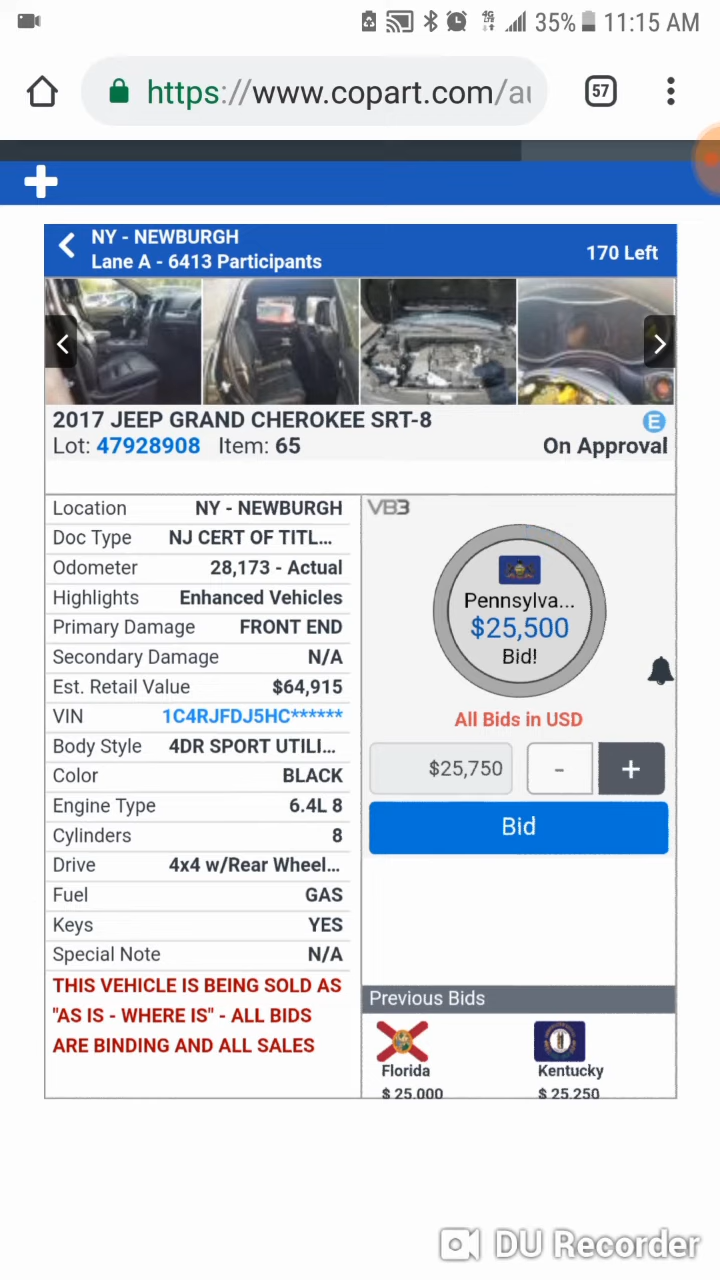 4G
35%
11:15 AM
https://www.copart.com/au
57
NY - NEWBURGH
Lane A - 6413 Participants
170 Left
2017 JEEP GRAND CHEROKEE SRT-8
E
Lot: 47928908 Item: 65
On Approval
Location NY - NEWBURGH
Doc Type NJ CERT OF TITL...
Odometer 28,173 - Actual
Highlights Enhanced Vehicles
Primary Damage FRONT END
Secondary Damage N/A
Est. Retail Value $64,915
VIN 1C4RJFDJ5HC******
Body Style 4DR SPORT UTILI...
Color BLACK
Engine Type 6.4L 8
Cylinders 8
Drive 4x4 w/Rear Wheel...
Fuel GAS
Keys YES
Special Note N/A
THIS VEHICLE IS BEING SOLD AS
"AS IS - WHERE IS" - ALL BIDS
ARE BINDING AND ALL SALES
VB3
Pennsylva...
$25,500
Bid!
All Bids in USD
$25,750
- +
Bid
Previous Bids
Florida
$ 25,000
Kentucky
$ 25,250
DU Recorder